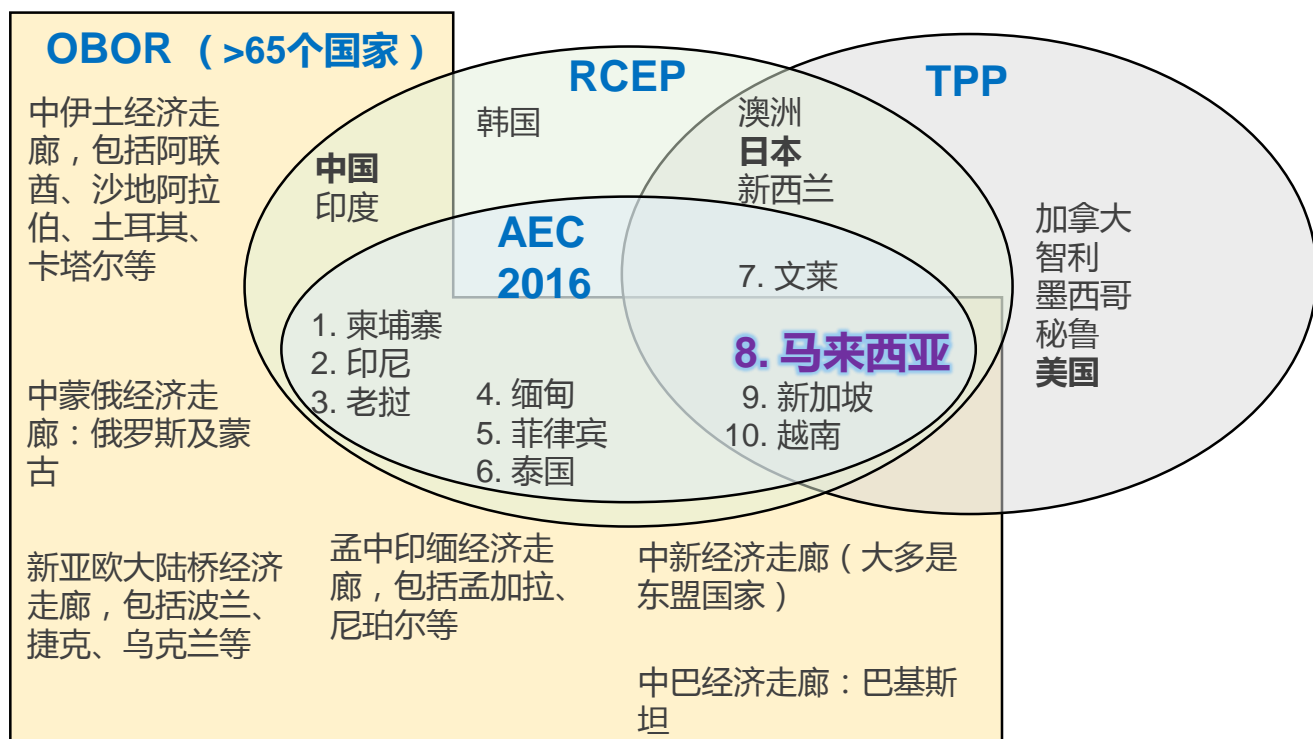 OBOR （>65个国家）
中伊土经济走
廊，包括阿联
酋、沙地阿拉
伯、土耳其、
卡塔尔等
中蒙俄经济走
廊：俄罗斯及蒙
古
新亚欧大陆桥经济
走廊，包括波兰、
捷克、乌克兰等
孟中印缅经济走
廊，包括孟加拉、
尼珀尔等
中新经济走廊（大多是
东盟国家）
中巴经济走廊：巴基斯
坦
RCEP
韩国
中国
印度
澳洲
日本
新西兰
AEC
2016
1. 柬埔寨
2. 印尼
3. 老挝
4. 缅甸
5. 菲律宾
6. 泰国
7. 文莱
8. 马来西亚
9. 新加坡
10. 越南
TPP
加拿大
智利
墨西哥
秘鲁
美国